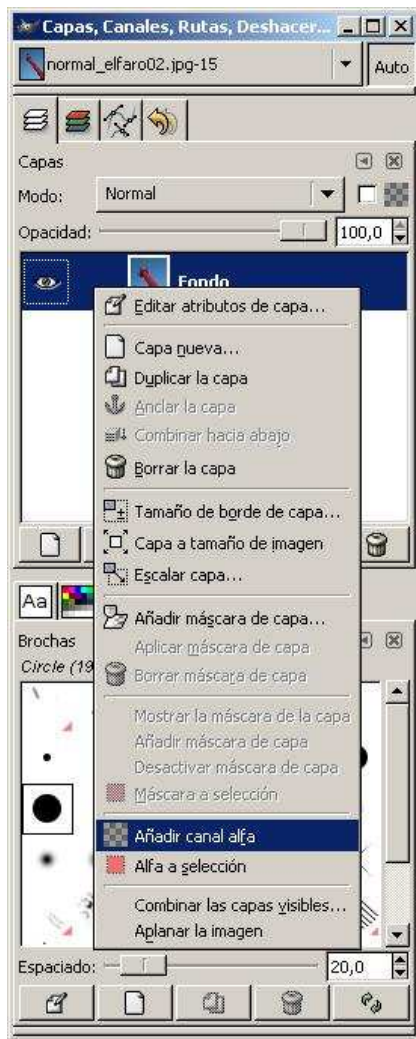 Capas, Canales, Rutas, Deshacer...
normal_elfaro02.jpg-15
Auto
Capas
Modo:
Normal
Opacidad:
100,0
Fondo
Editar atributos de capa...
Capa nueva...
Duplicar la capa
Anclar la capa
Combinar hacia abajo
Borrar la capa
Tamaño de borde de capa...
Capa a tamaño de imagen
Escalar capa...
Aa
Añadir máscara de capa...
Brochas
Aplicar máscara de capa
Circle (19
Borrar máscara de capa
Mostrar la máscara de la capa
Añadir máscara de capa
Desactivar máscara de capa
Máscara a selección
Añadir canal alfa
Alfa a selección
Combinar las capas visibles...
Aplanar la imagen
Espaciado:
20,0